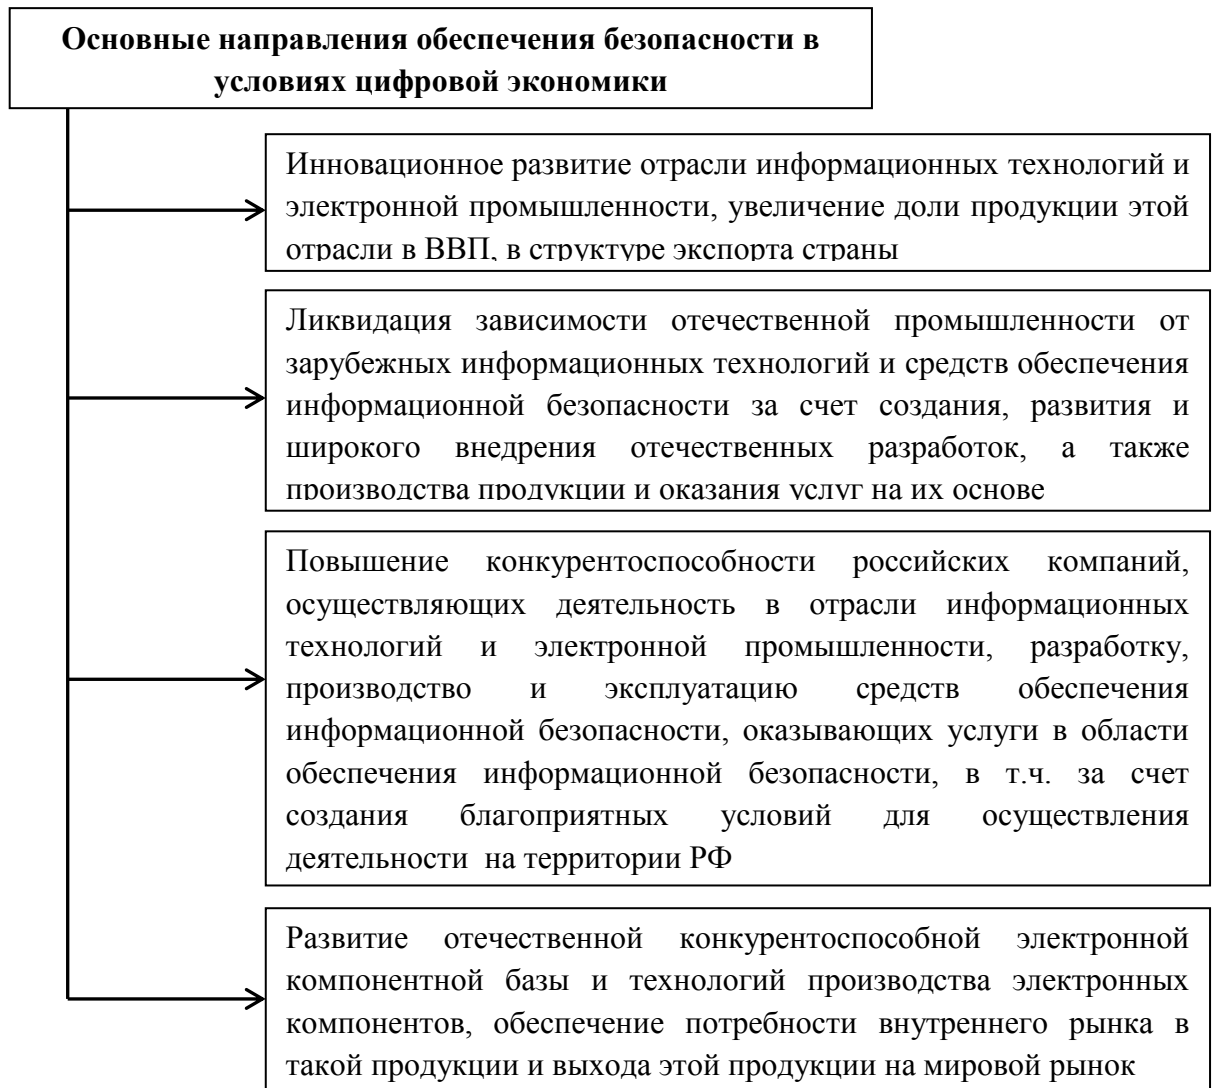 Основные направления обеспечения безопасности в
условиях цифровой экономики
Инновационное развитие отрасли информационных технологий и
электронной промышленности, увеличение доли продукции этой
отрасли в ВВП, в структуре экспорта страны
Ликвидация зависимости отечественной промышленности от
зарубежных информационных технологий и средств обеспечения
информационной безопасности за счет создания, развития и
широкого внедрения отечественных разработок, а также
производства продукции и оказания услуг на их основе
Повышение конкурентоспособности российских компаний,
осуществляющих деятельность в отрасли информационных
технологий и электронной промышленности, разработку,
производство и эксплуатацию средств обеспечения
информационной безопасности, оказывающих услуги в области
обеспечения информационной безопасности, в т.ч. за счет
создания благоприятных условий для осуществления
деятельности на территории РФ
Развитие отечественной конкурентоспособной электронной
компонентной базы и технологий производства электронных
компонентов, обеспечение потребности внутреннего рынка в
такой продукции и выхода этой продукции на мировой рынок